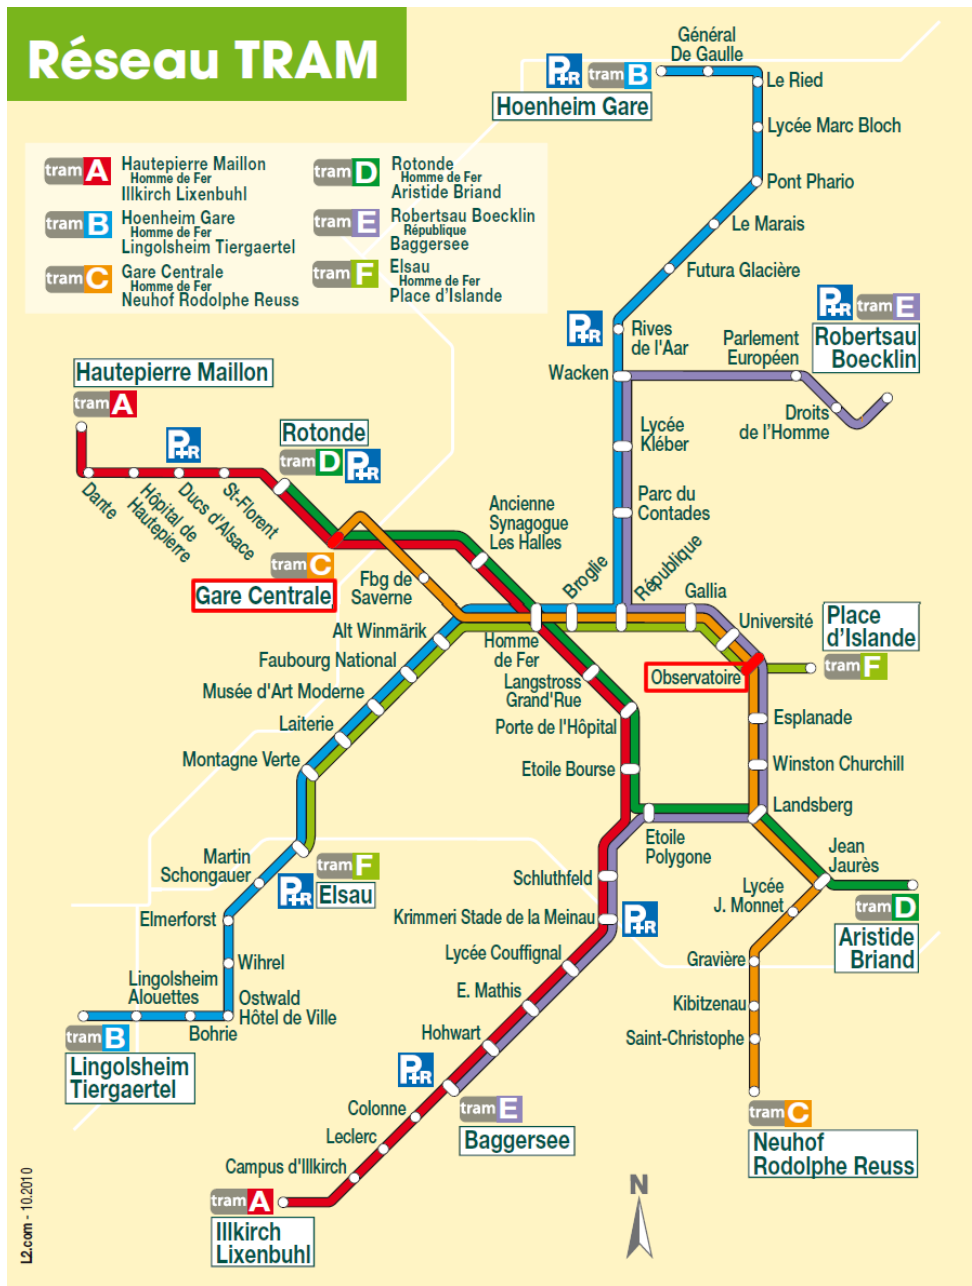 Réseau TRAM
tram A
Hautepierre Maillon
Homme de Fer
Illkirch Lixenbuhl
tram B
Hoenheim Gare
Homme de Fer
Lingolsheim Tiergaertel
tram C
Gare Centrale
Homme de Fer
Neuhof Rodolphe Reuss
tram D
Rotonde
Homme de Fer
Aristide Briand
tram E
Robertsau Boecklin
République
Baggersee
tram F
Elsau
Homme de Fer
Place d'Islande
P+R
tram B
Hoenheim Gare
Général
De Gaulle
Le Ried
Lycée Marc Bloch
Pont Phario
Le Marais
Futura Glacière
P+R
Rives
de l'Aar
Wacken
Parlement
Européen
P+R
tram E
Robertsau
Boecklin
Droits
de l'Homme
Lycée
Kléber
Parc du
Contades
Hautepierre Maillon
tram A
Dante
Hôpital de
Hautepierre
P+R
Ducs d'Alsace
St-Florent
Rotonde
tram D
P+R
tram C
Gare Centrale
Ancienne
Synagogue
Les Halles
Fbg de
Saverne
Alt Winmärik
Faubourg National
Musée d'Art Moderne
Laiterie
Montagne Verte
Homme
de Fer
Broglie
République
Gallia
Université
Observatoire
Place
d'Islande
tram F
Langstross
Grand'Rue
Porte de l'Hôpital
Etoile Bourse
Esplanade
Winston Churchill
Landsberg
Etoile
Polygone
Jean
Jaurès
tram D
Aristide
Briand
Lycée
J. Monnet
Gravière
Kibitzenau
Saint-Christophe
tram C
Neuhof
Rodolphe Reuss
Martin
Schongauer
tram F
P+R
Elsau
Elmerforst
Wihrel
Ostwald
Hôtel de Ville
Lingolsheim
Alouettes
Bohrie
tram B
Lingolsheim
Tiergaertel
Schluthfeld
Krimmeri Stade de la Meinau
P+R
Lycée Couffignal
E. Mathis
Hohwart
P+R
tram E
Baggersee
Colonne
Leclerc
Campus d'Illkirch
tram A
Illkirch
Lixenbuhl
N
L2.com - 10.2010